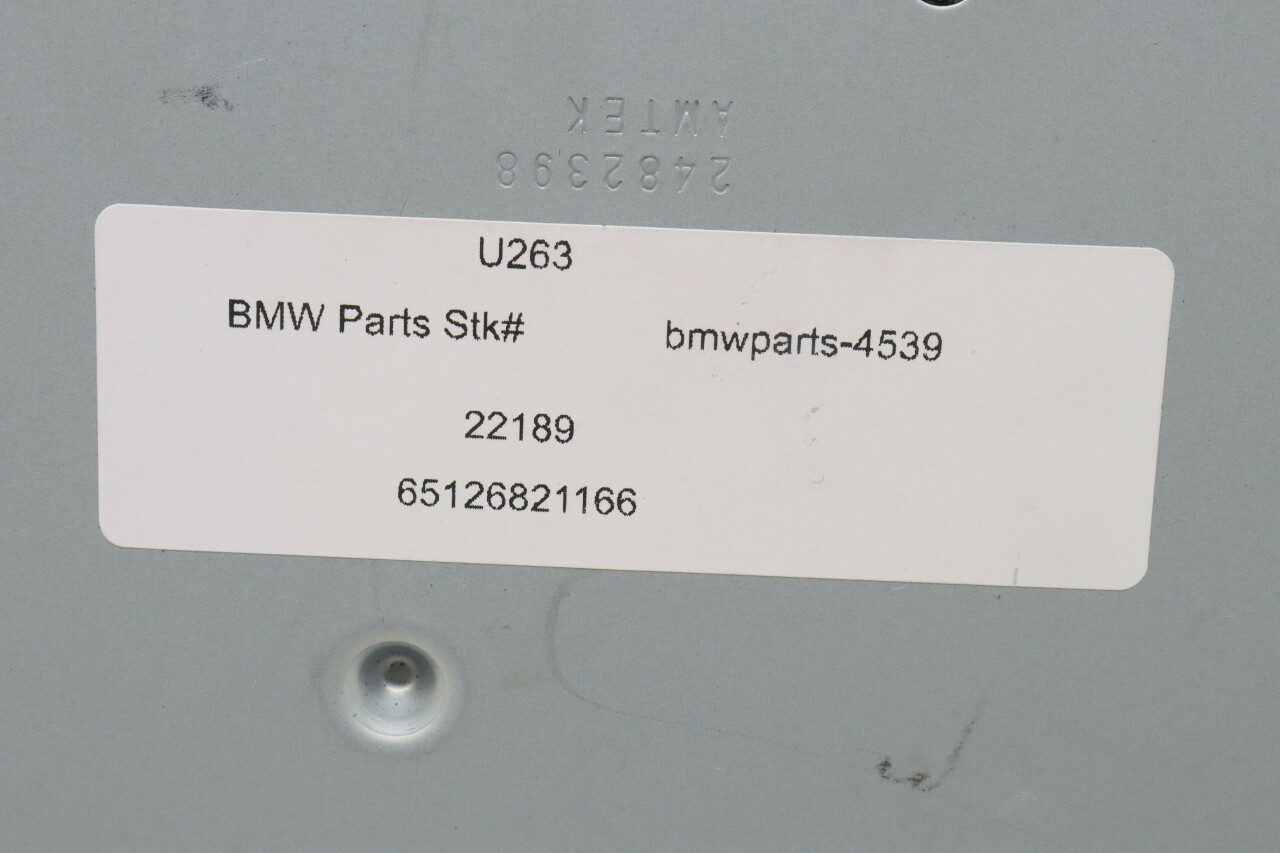 2482398
AMTEK
U263
BMW Parts Stk# bmwparts-4539
22189
65126821166